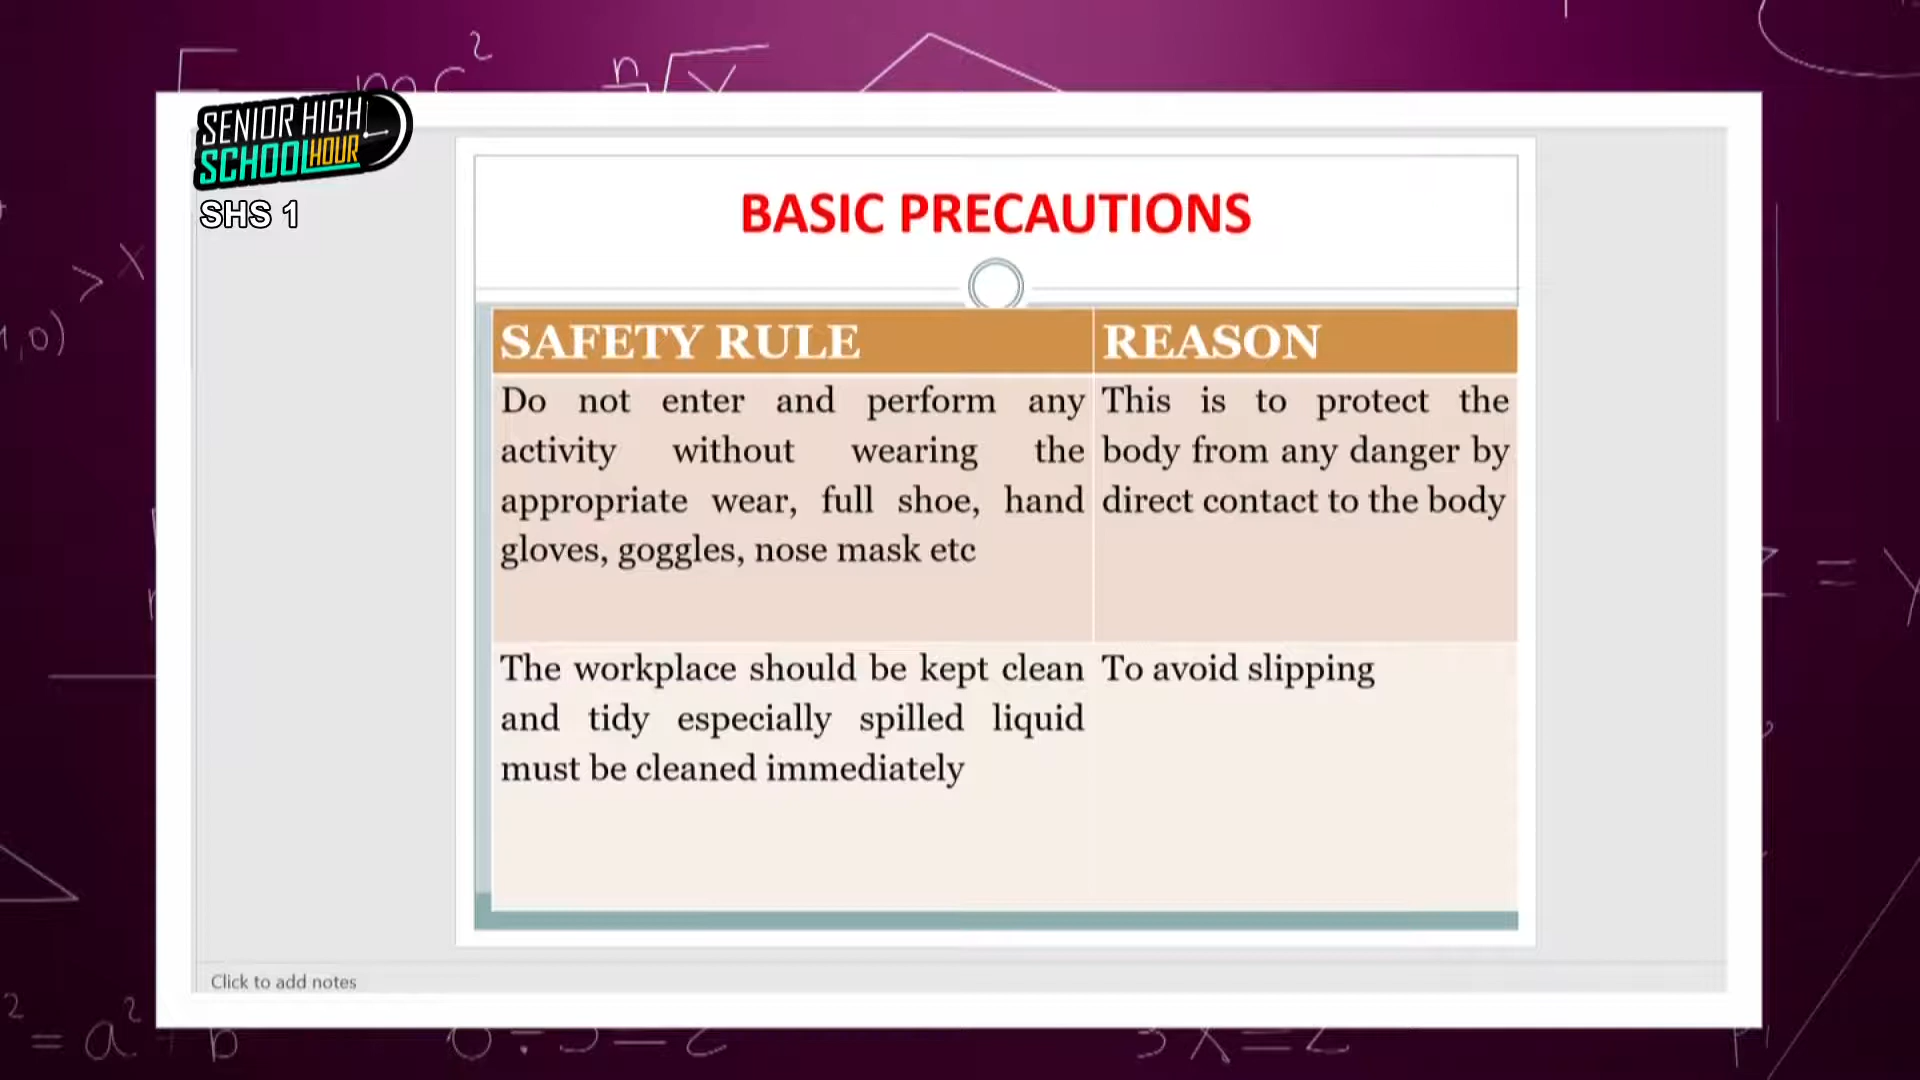 SENIOR HIGH
SCHOOL HOUR
SHS 1
BASIC PRECAUTIONS
SAFETY RULE
REASON
Do not enter and perform any
activity without wearing the
appropriate wear, full shoe, hand
gloves, goggles, nose mask etc
This is to protect the
body from any danger by
direct contact to the body
The workplace should be kept clean
and tidy especially spilled liquid
must be cleaned immediately
To avoid slipping
Click to add notes